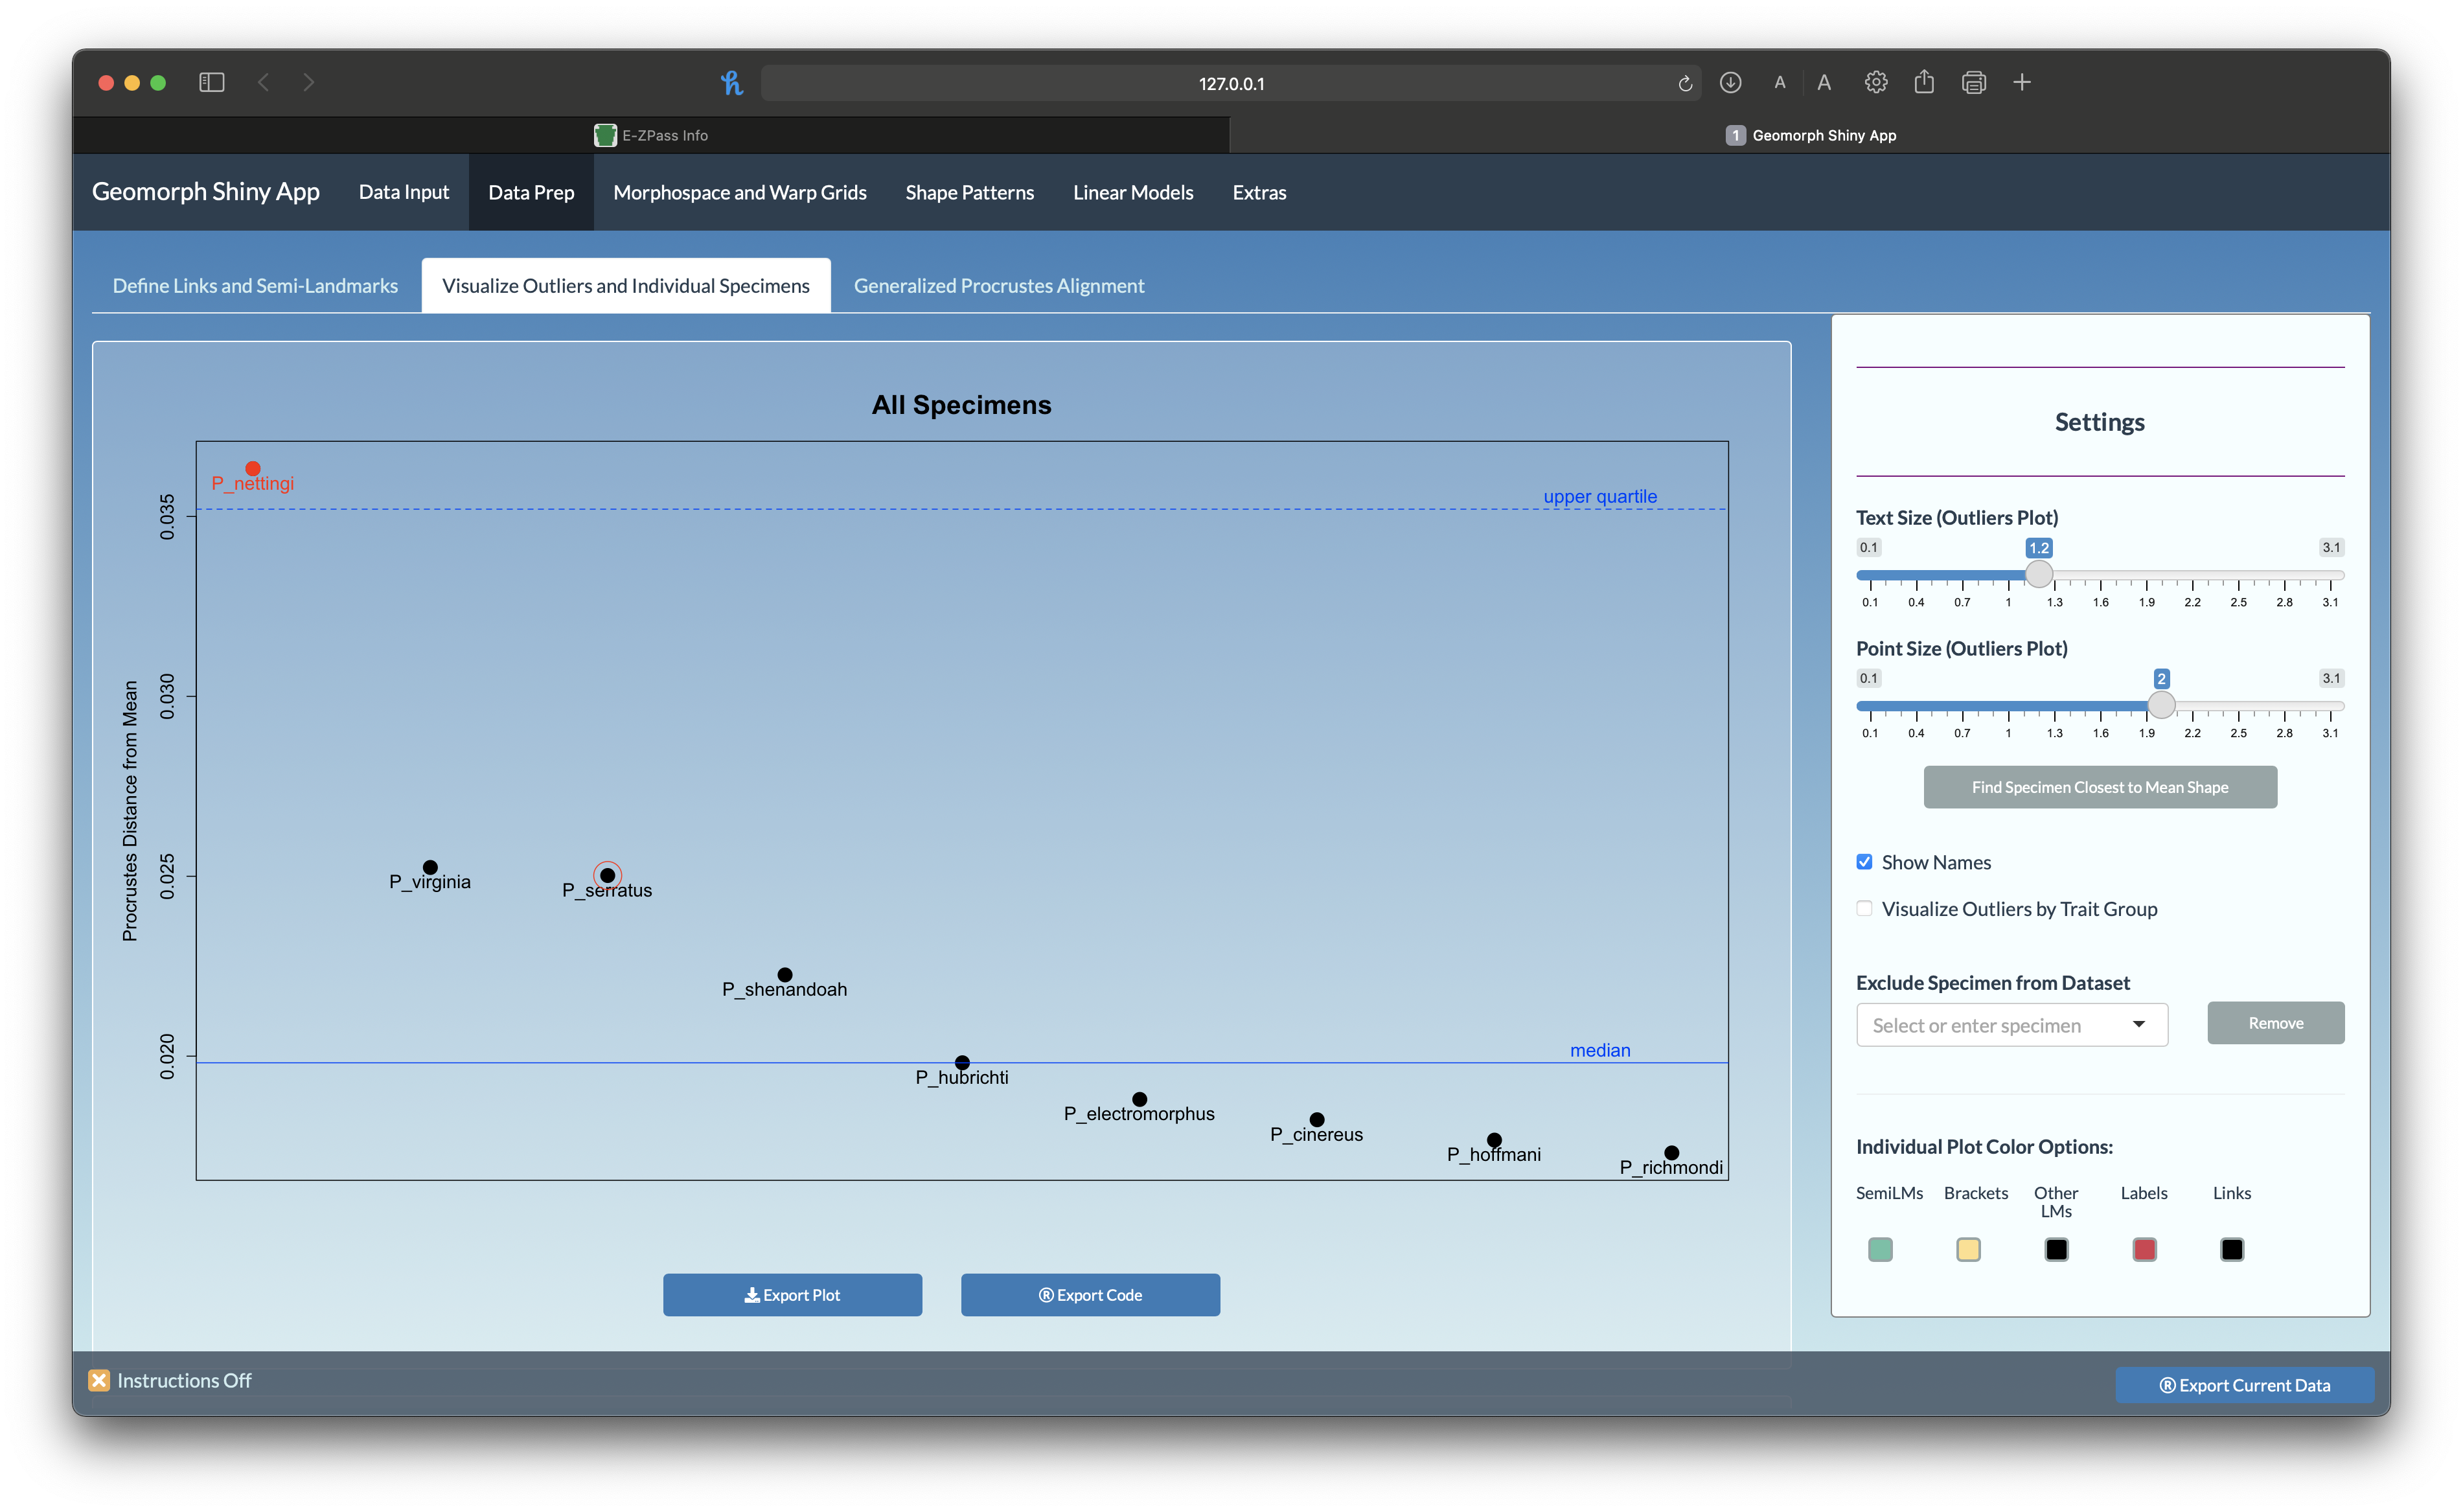 127.0.0.1
A A
E-ZPass Info
1 Geomorph Shiny App
Geomorph Shiny App Data Input Data Prep Morphospace and Warp Grids Shape Patterns Linear Models Extras
Define Links and Semi-Landmarks Visualize Outliers and Individual Specimens Generalized Procrustes Alignment
All Specimens
Procrustes Distance from Mean
0.035
0.030
0.025
0.020
P_nettingi
upper quartile
P_virginia
P_serratus
P_shenandoah
median
P_hubrichti
P_electromorphus
P_cinereus
P_hoffmani
P_richmondi
Export Plot
® Export Code
Settings
Text Size (Outliers Plot)
0.1 1.2 3.1
0.1 0.4 0.7 1 1.3 1.6 1.9 2.2 2.5 2.8 3.1
Point Size (Outliers Plot)
0.1 2 3.1
0.1 0.4 0.7 1 1.3 1.6 1.9 2.2 2.5 2.8 3.1
Find Specimen Closest to Mean Shape
Show Names
Visualize Outliers by Trait Group
Exclude Specimen from Dataset
Select or enter specimen Remove
Individual Plot Color Options:
SemiLMs Brackets Other Labels Links
LMs
Instructions Off
® Export Current Data